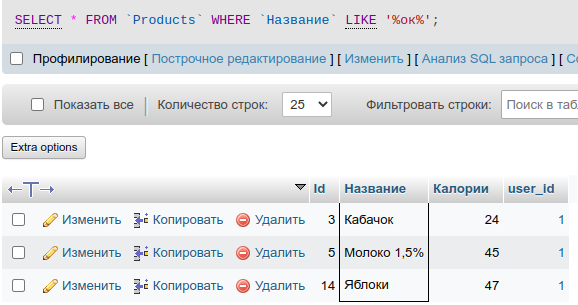 SELECT * FROM `Products` WHERE `Название` LIKE '%ок%';
Профилирование [ Построчное редактирование ] [ Изменить ] [ Анализ SQL запроса ] [ Со
Показать все Количество строк: 25 Фильтровать строки: Поиск в табл
Extra options
←T→ Id Название Калории user_id
Изменить Копировать Удалить 3 Кабачок 24 1
Изменить Копировать Удалить 5 Молоко 1,5% 45 1
Изменить Копировать Удалить 14 Яблоки 47 1